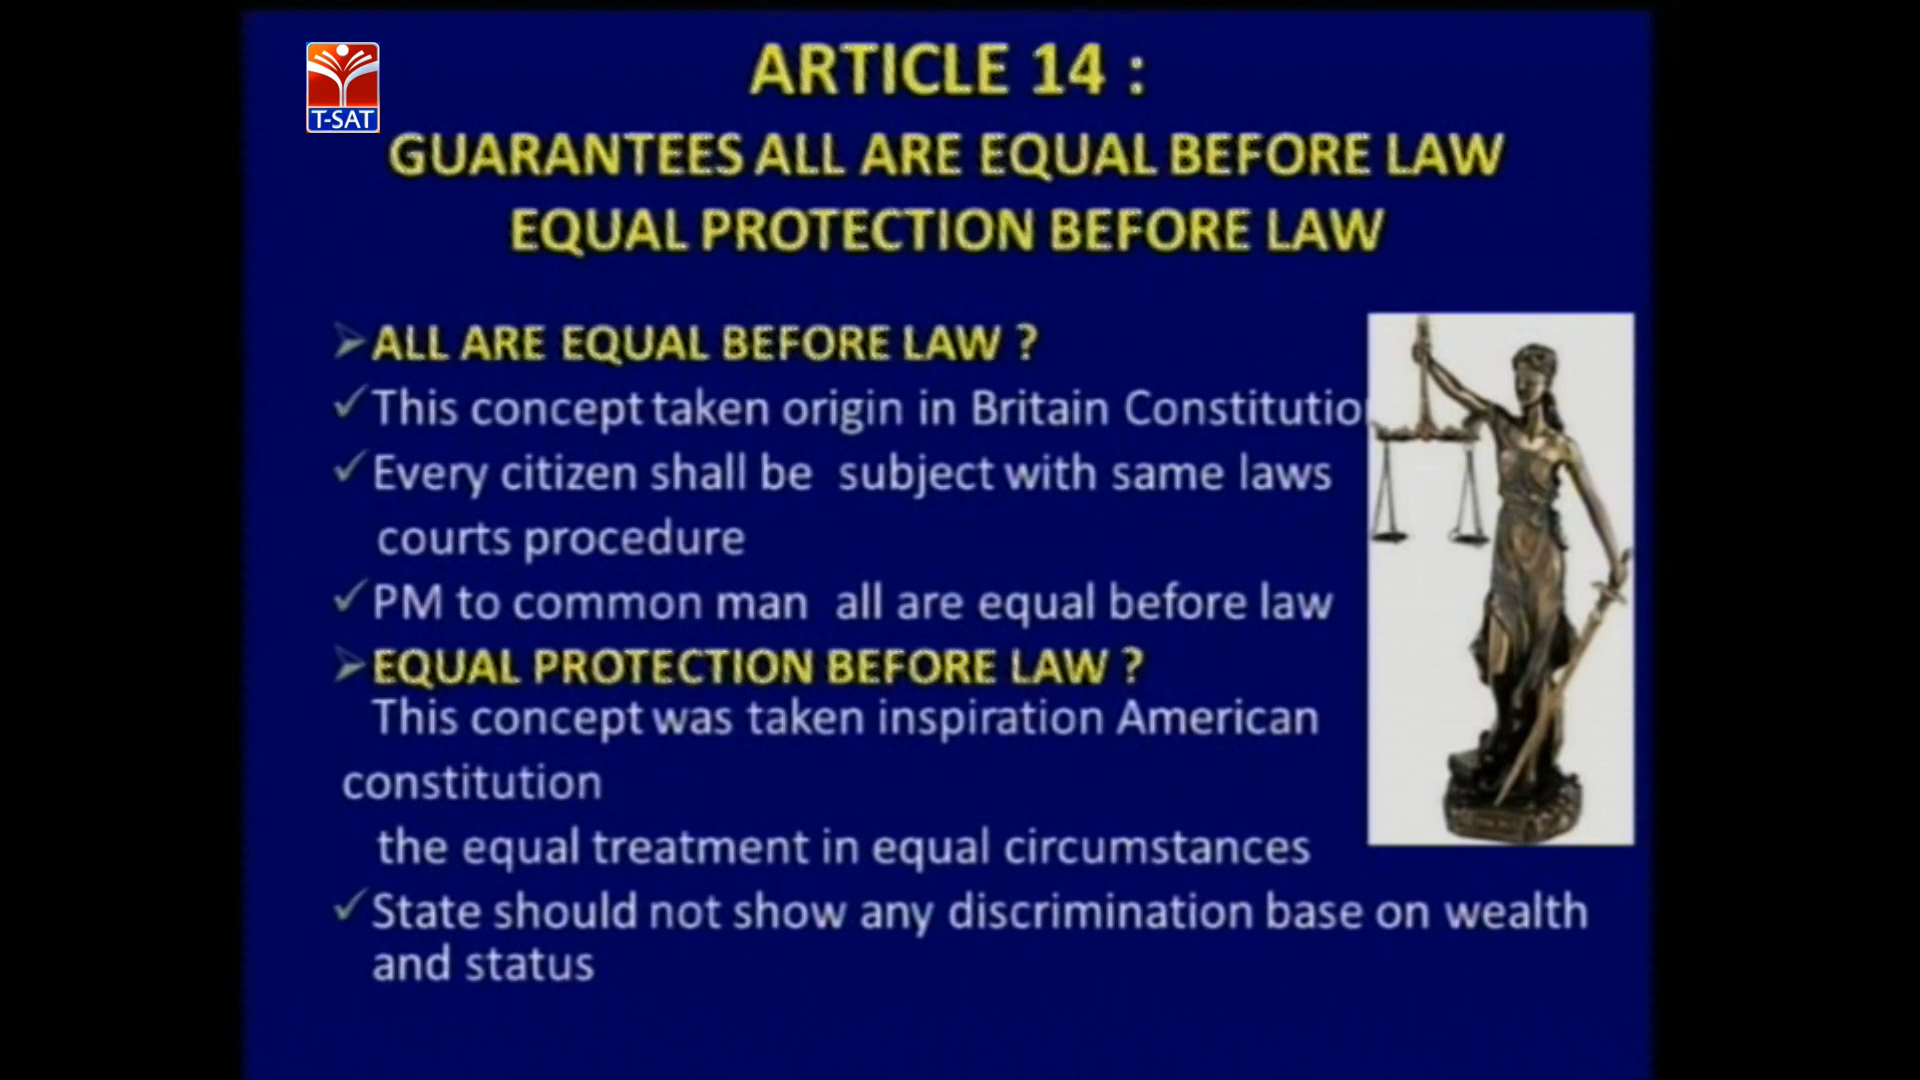 T-SAT
ARTICLE 14 :
GUARANTEES ALL ARE EQUAL BEFORE LAW
EQUAL PROTECTION BEFORE LAW
ALL ARE EQUAL BEFORE LAW ?
This concept taken origin in Britain Constitutio
Every citizen shall be subject with same laws
courts procedure
PM to common man all are equal before law
EQUAL PROTECTION BEFORE LAW ?
This concept was taken inspiration American
constitution
the equal treatment in equal circumstances
State should not show any discrimination base on wealth
and status